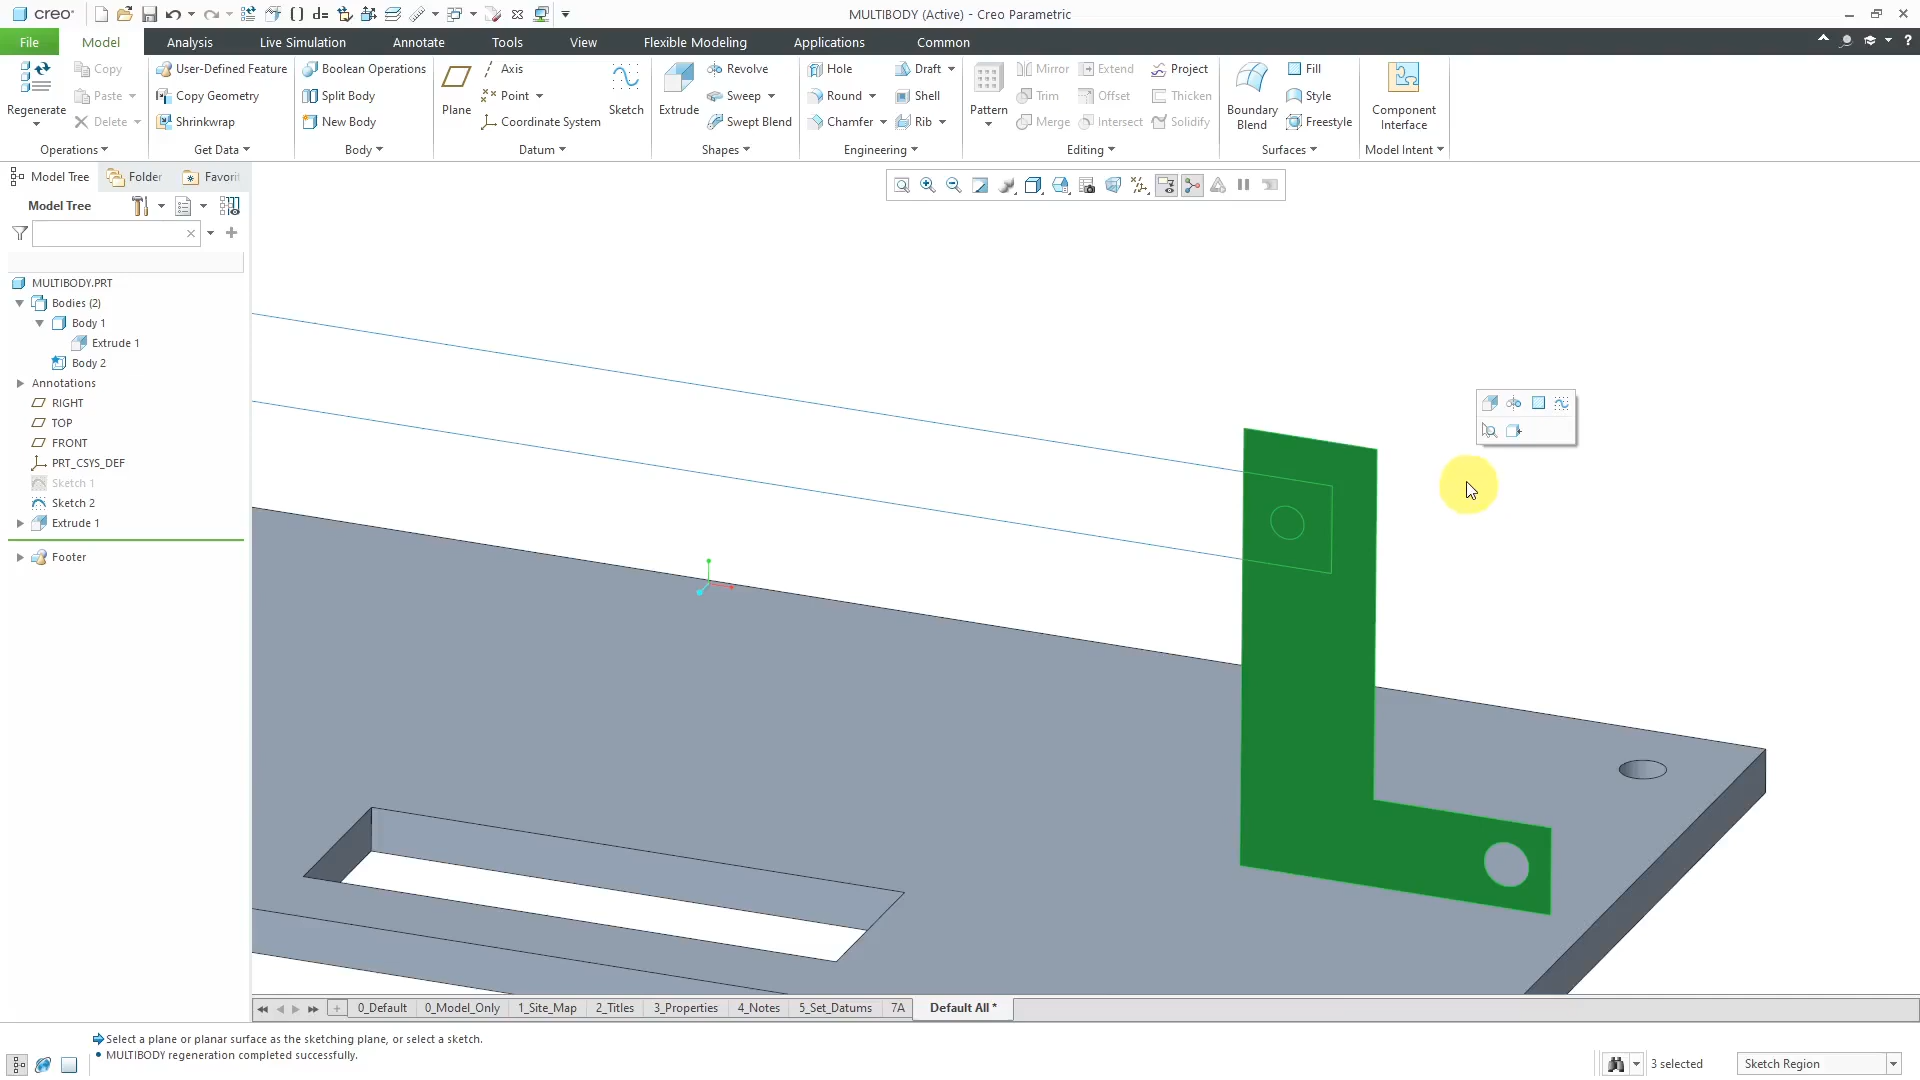 creo
MULTIBODY (Active) - Creo Parametric
File Model Analysis Live Simulation Annotate Tools View Flexible Modeling Applications Common
Regenerate
Copy
Paste
Delete
Operations
User-Defined Feature
Copy Geometry
Shrinkwrap
Get Data
Boolean Operations
Split Body
New Body
Body
Plane
Axis
Point
Coordinate System
Sketch
Datum
Extrude
Revolve
Sweep
Swept Blend
Shapes
Hole
Round
Chamfer
Draft
Shell
Rib
Engineering
Pattern
Mirror
Trim
Merge
Extend
Offset
Intersect
Project
Thicken
Solidify
Editing
Boundary
Blend
Fill
Style
Freestyle
Surfaces
Component
Interface
Model Intent
Model Tree Folder Favorit
Model Tree
MULTIBODY.PRT
Bodies (2)
Body 1
Extrude 1
Body 2
Annotations
RIGHT
TOP
FRONT
PRT_CSYS_DEF
Sketch 1
Sketch 2
Extrude 1
Footer
0_Default 0_Model_Only 1_Site_Map 2_Titles 3_Properties 4_Notes 5_Set_Datums 7A Default All *
Select a plane or planar surface as the sketching plane, or select a sketch.
MULTIBODY regeneration completed successfully.
3 selected
Sketch Region